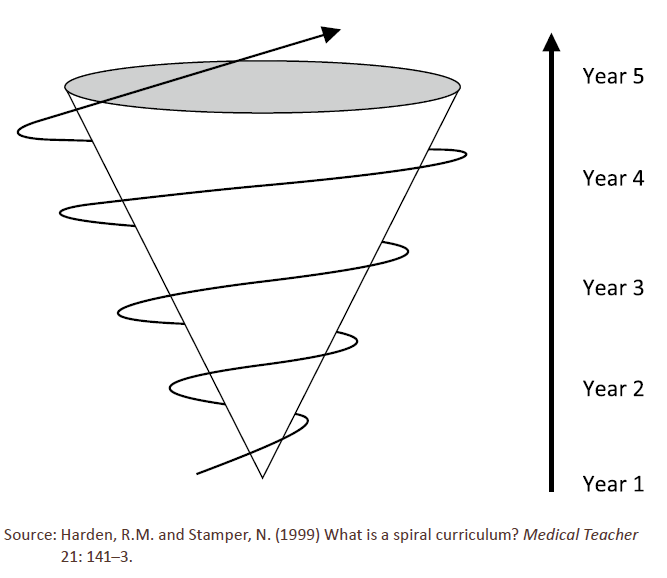 Year 5
Year 4
Year 3
Year 2
Year 1
Source: Harden, R.M. and Stamper, N. (1999) What is a spiral curriculum? Medical Teacher
21: 141–3.